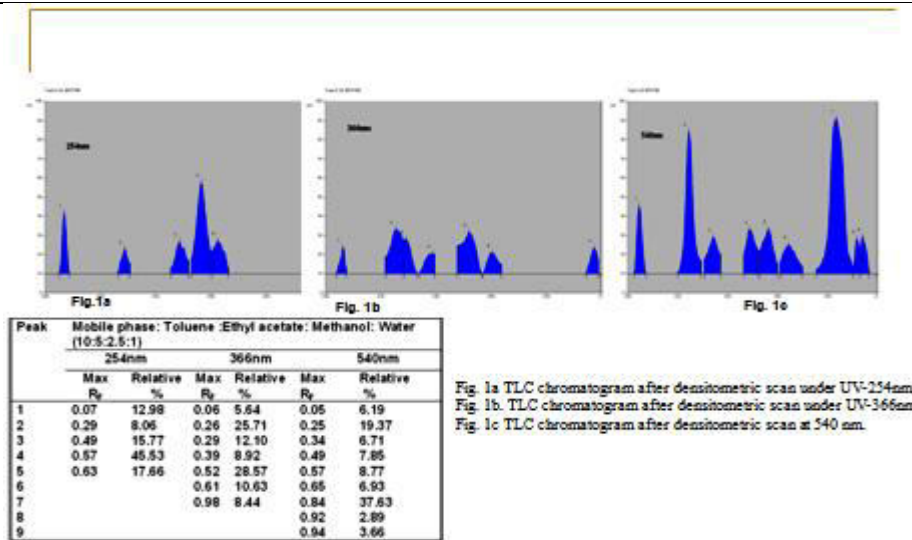 254nm
366nm
540nm
Fig.1a
Fig. 1b
Fig. 1c
Peak Mobile phase: Toluene :Ethyl acetate: Methanol: Water
(10:5:2.5:1)
254nm 366nm 540nm
Max Relative Max Relative Max Relative
RF % RF % RF %
1 0.07 12.98 0.06 5.64 0.05 6.19
2 0.29 8.06 0.26 25.71 0.25 19.37
3 0.49 15.77 0.29 12.10 0.34 6.71
4 0.57 45.53 0.39 8.92 0.49 7.85
5 0.63 17.66 0.52 28.57 0.57 8.77
6 0.61 10.63 0.65 6.93
7 0.98 8.44 0.84 37.63
8 0.92 2.89
9 0.94 3.66
Fig. 1a TLC chromatogram after densitometric scan under UV-254nm
Fig. 1b. TLC chromatogram after densitometric scan under UV-366nm
Fig. 1c TLC chromatogram after densitometric scan at 540 nm.